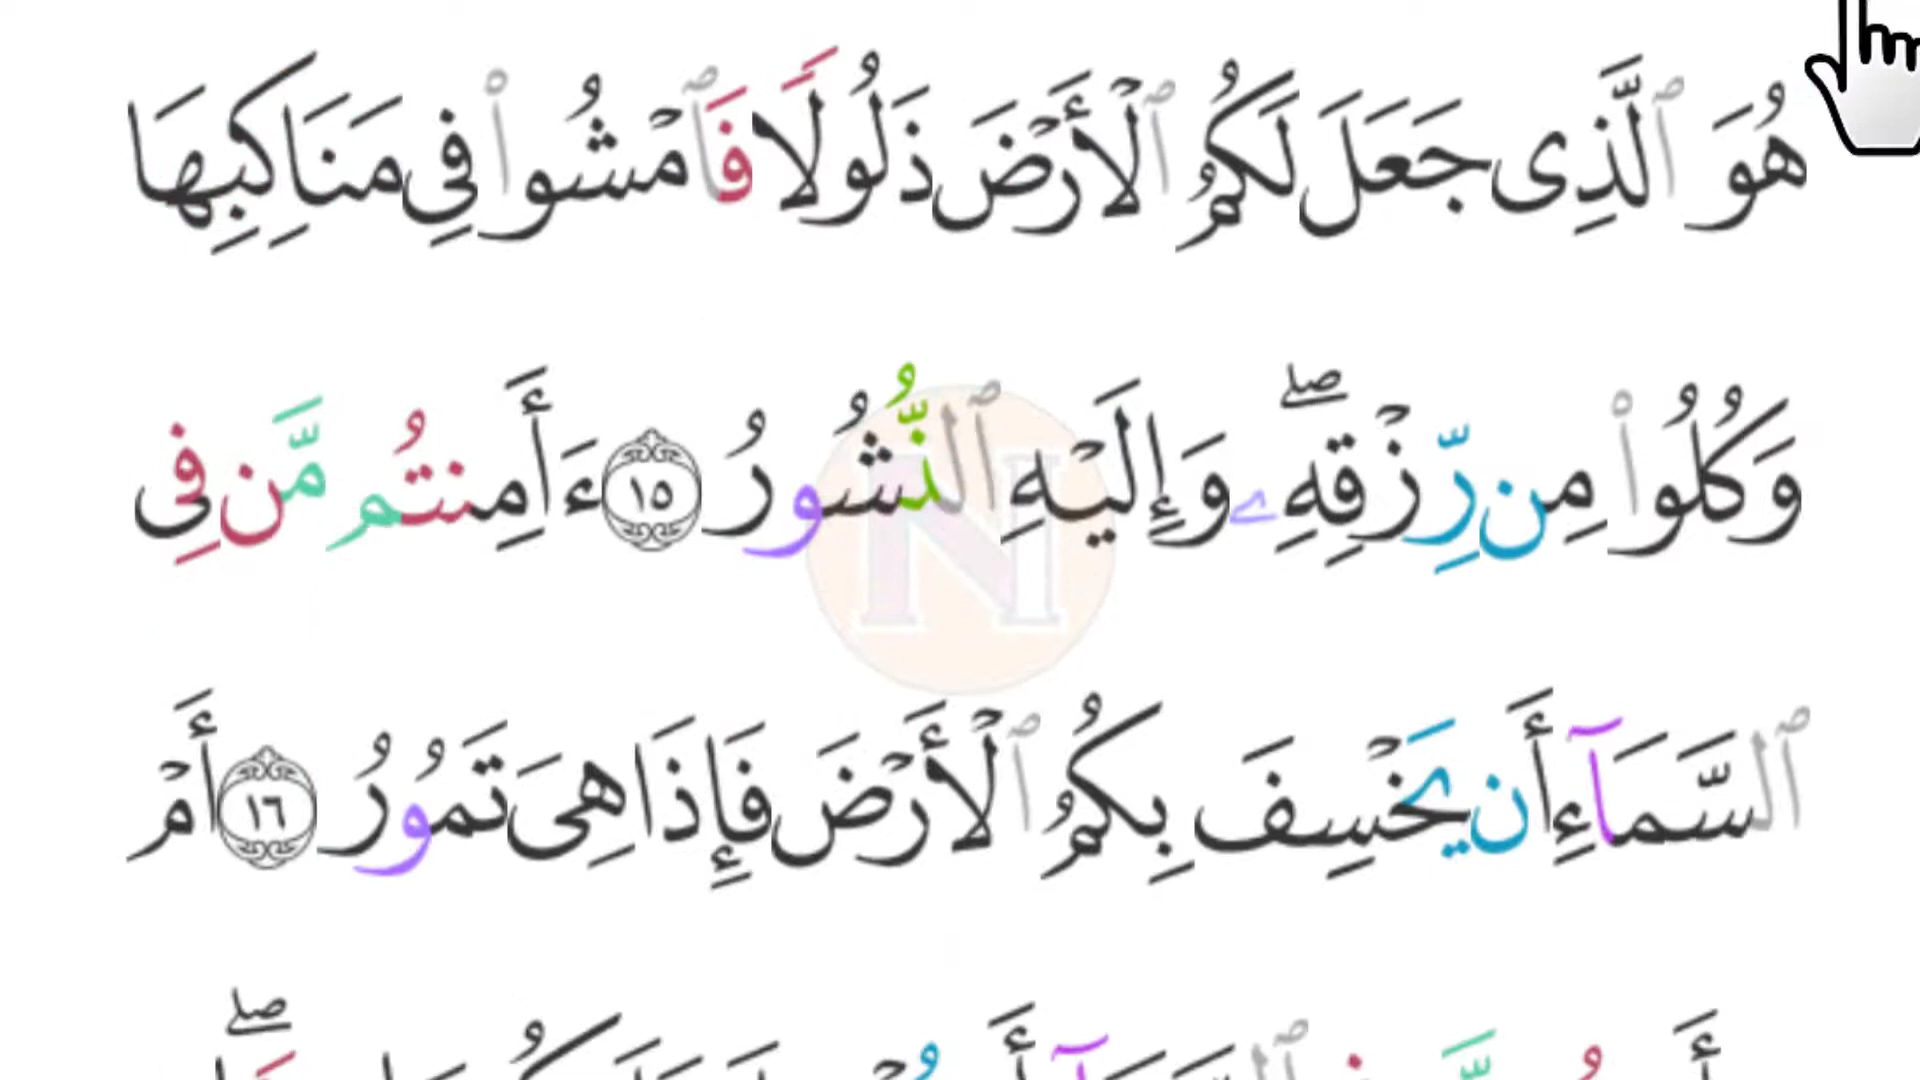 هُوَ ٱلَّذِى جَعَلَ لَكُمُ ٱلْأَرْضَ ذَلُولًا فَٱمْشُوا۟ فِى مَنَاكِبِهَا
وَكُلُوا۟ مِن رِّزْقِهِۦ ۖ وَإِلَيْهِ ٱلنُّشُورُ ١٥ ءَأَمِنتُم مَّن فِى
ٱلسَّمَآءِ أَن يَخْسِفَ بِكُمُ ٱلْأَرْضَ فَإِذَا هِىَ تَمُورُ ١٦ أَمْ
N